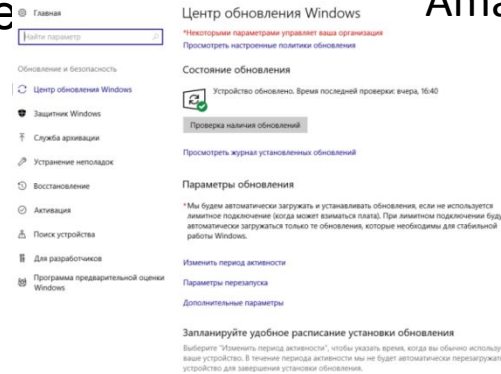 Главная
Найти параметр
Обновление и безопасность
Центр обновления Windows
Защитник Windows
Служба архивации
Устранение неполадок
Восстановление
Активация
Поиск устройства
Для разработчиков
Программа предварительной оценки
Windows
Центр обновления Windows
*Некоторыми параметрами управляет ваша организация
Просмотреть настроенные политики обновления
Состояние обновления
Устройство обновлено. Время последней проверки: вчера, 16:40
Проверка наличия обновлений
Просмотреть журнал установленных обновлений
Параметры обновления
*Мы будем автоматически загружать и устанавливать обновления, если не используется
лимитное подключение (когда может взиматься плата). При лимитном подключении буду
автоматически загружаться только те обновления, которые необходимы для стабильной
работы Windows.
Изменить период активности
Параметры перезапуска
Дополнительные параметры
Запланируйте удобное расписание установки обновления
Выберите "Изменить период активности", чтобы указать время, когда вы обычно использу
ваше устройство. В течение периода активности мы не будет автоматически перезагружат
устройство для завершения установки обновления.